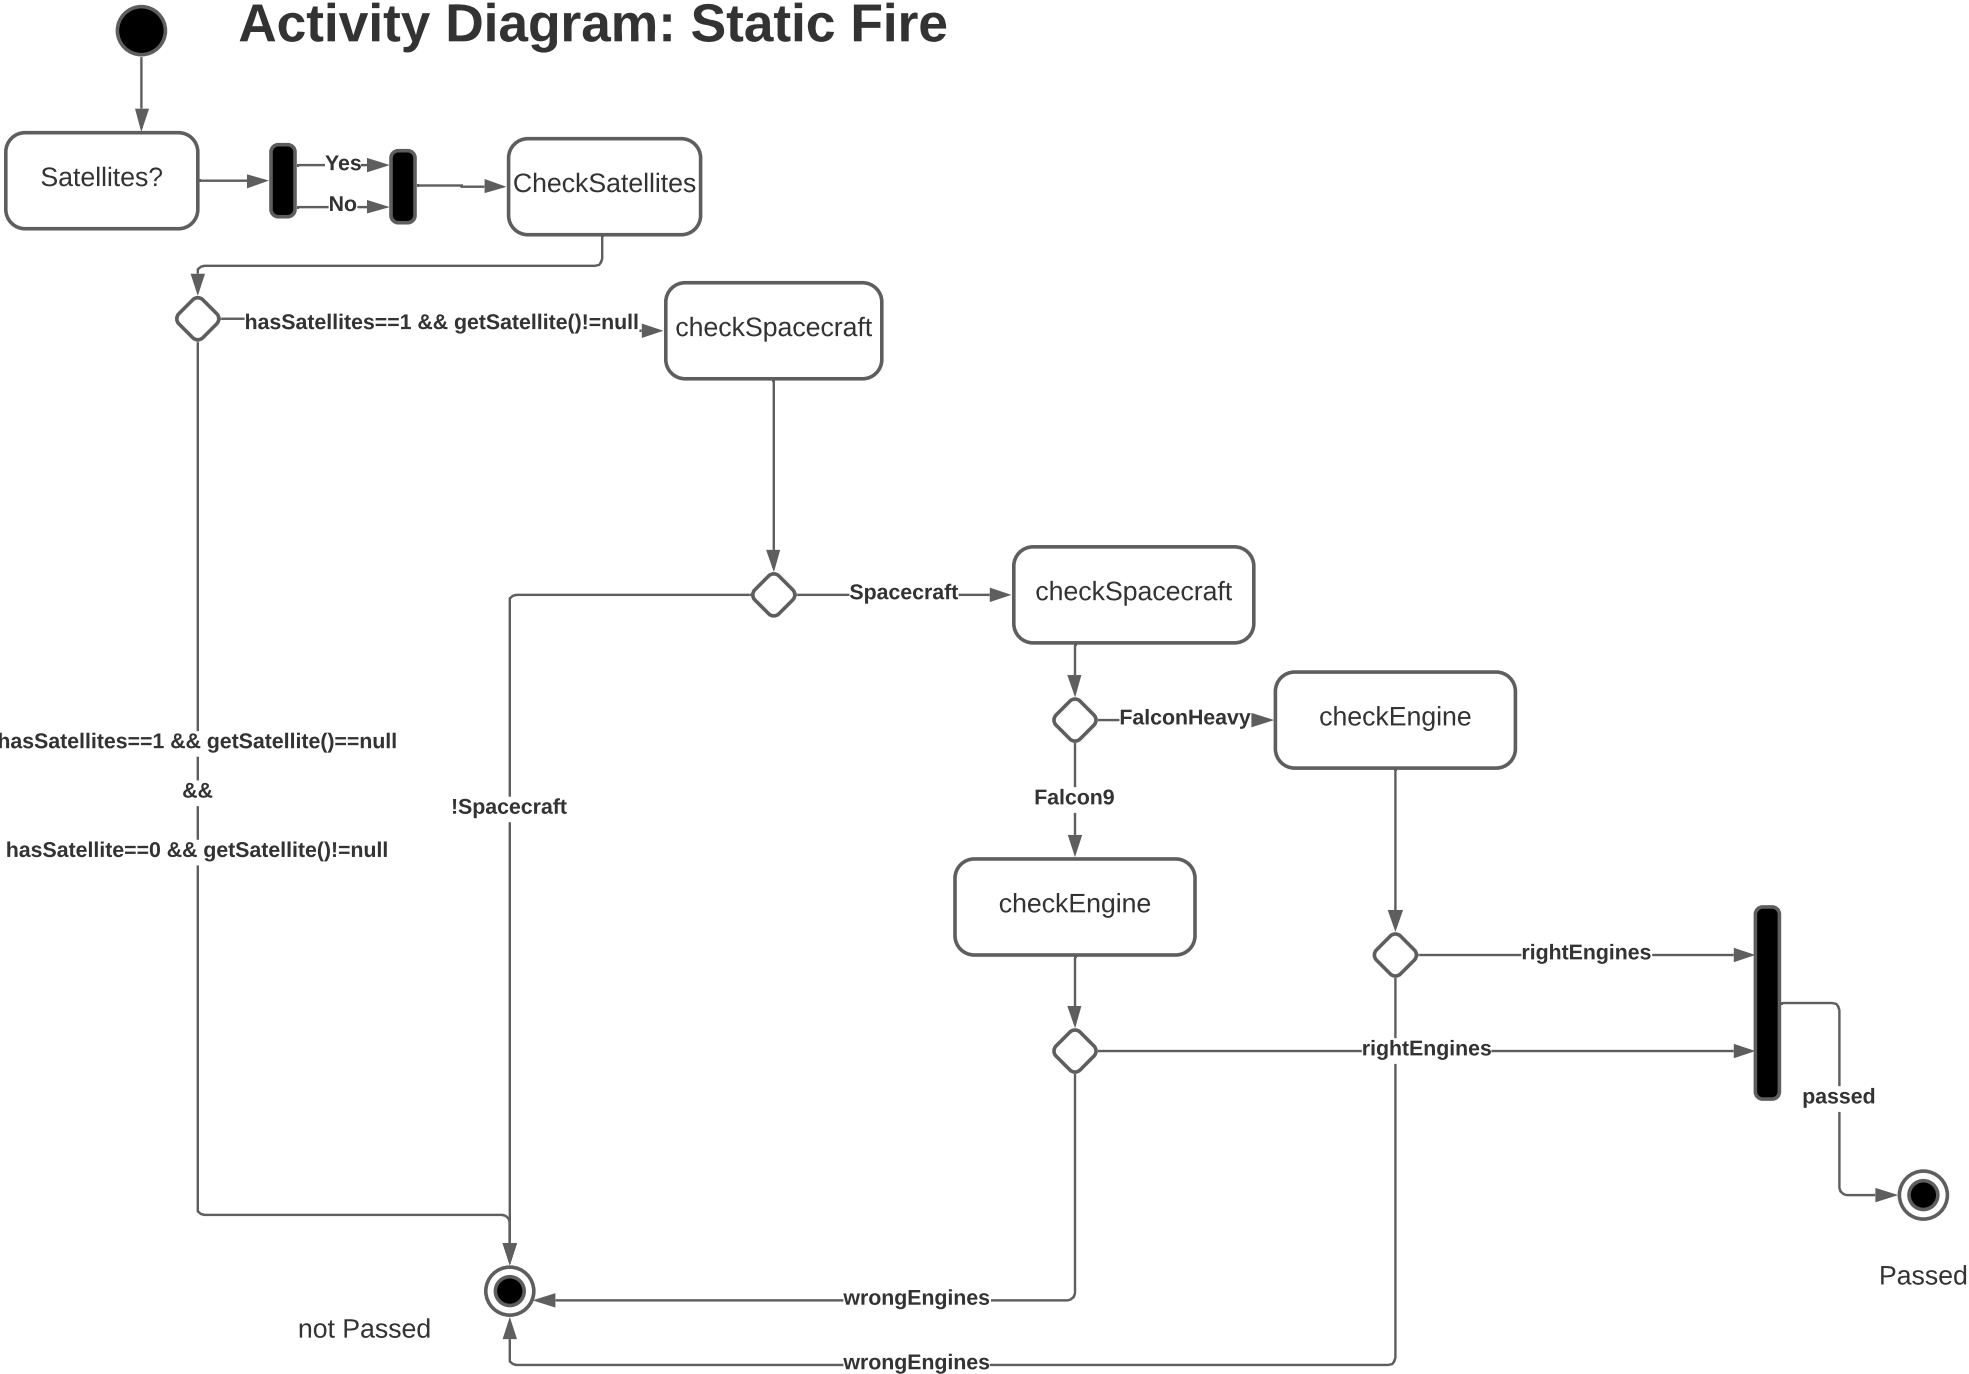 Activity Diagram: Static Fire
Satellites?
Yes
No
CheckSatellites
hasSatellites==1 && getSatellite()!=null
checkSpacecraft
Spacecraft
checkSpacecraft
FalconHeavy
checkEngine
hasSatellites==1 && getSatellite()==null
&&
hasSatellite==0 && getSatellite()!=null
!Spacecraft
Falcon9
checkEngine
rightEngines
rightEngines
passed
Passed
wrongEngines
not Passed
wrongEngines